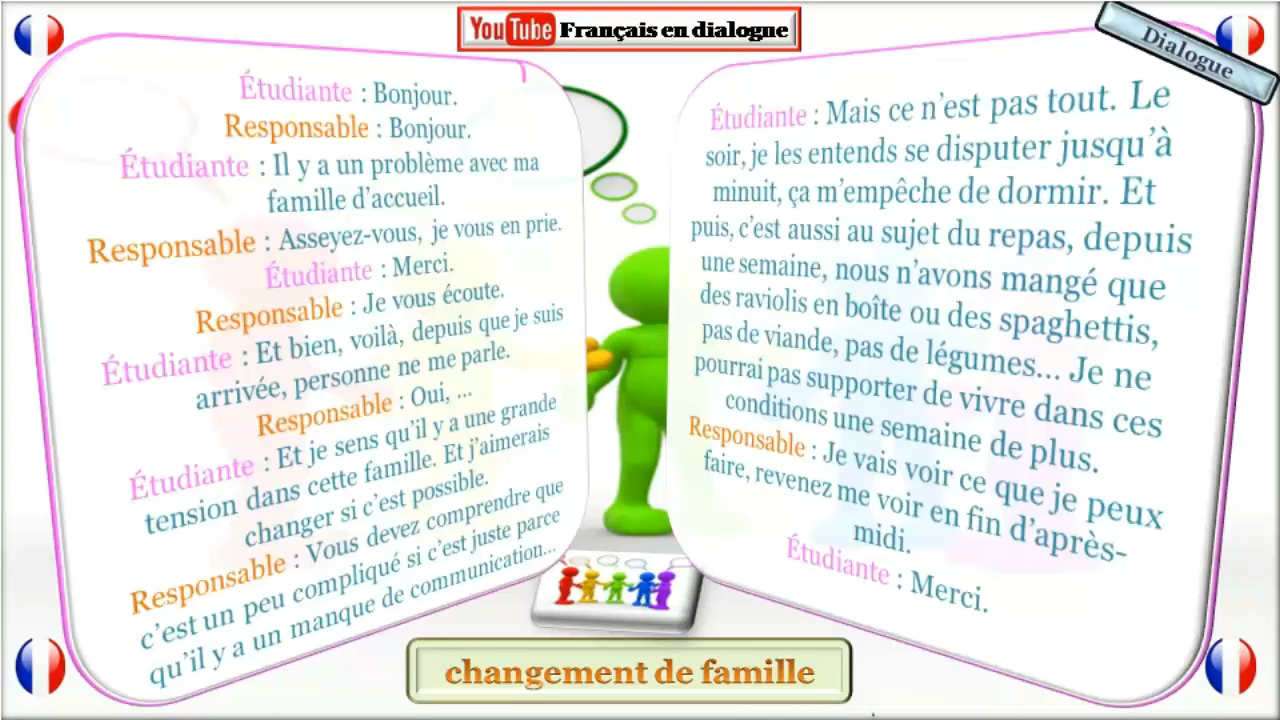 YouTube Français en dialogue
Dialogue
Étudiante : Bonjour.
Responsable : Bonjour.
Étudiante : Il y a un problème avec ma
famille d'accueil.
Responsable : Asseyez-vous, je vous en prie.
Étudiante : Merci.
Responsable : Je vous écoute.
Étudiante : Et bien, voilà, depuis que je suis
arrivée, personne ne me parle.
Responsable : Oui, ...
Étudiante : Et je sens qu'il y a une grande
tension dans cette famille. Et j'aimerais
changer si c'est possible.
Responsable : Vous devez comprendre que
c'est un peu compliqué si c'est juste parce
qu'il y a un manque de communication...
Étudiante : Mais ce n'est pas tout. Le
soir, je les entends se disputer jusqu'à
minuit, ça m'empêche de dormir. Et
puis, c'est aussi au sujet du repas, depuis
une semaine, nous n'avons mangé que
des raviolis en boîte ou des spaghettis,
pas de viande, pas de légumes... Je ne
pourrai pas supporter de vivre dans ces
conditions une semaine de plus.
Responsable : Je vais voir ce que je peux
faire, revenez me voir en fin d'après-
midi.
Étudiante : Merci.
changement de famille